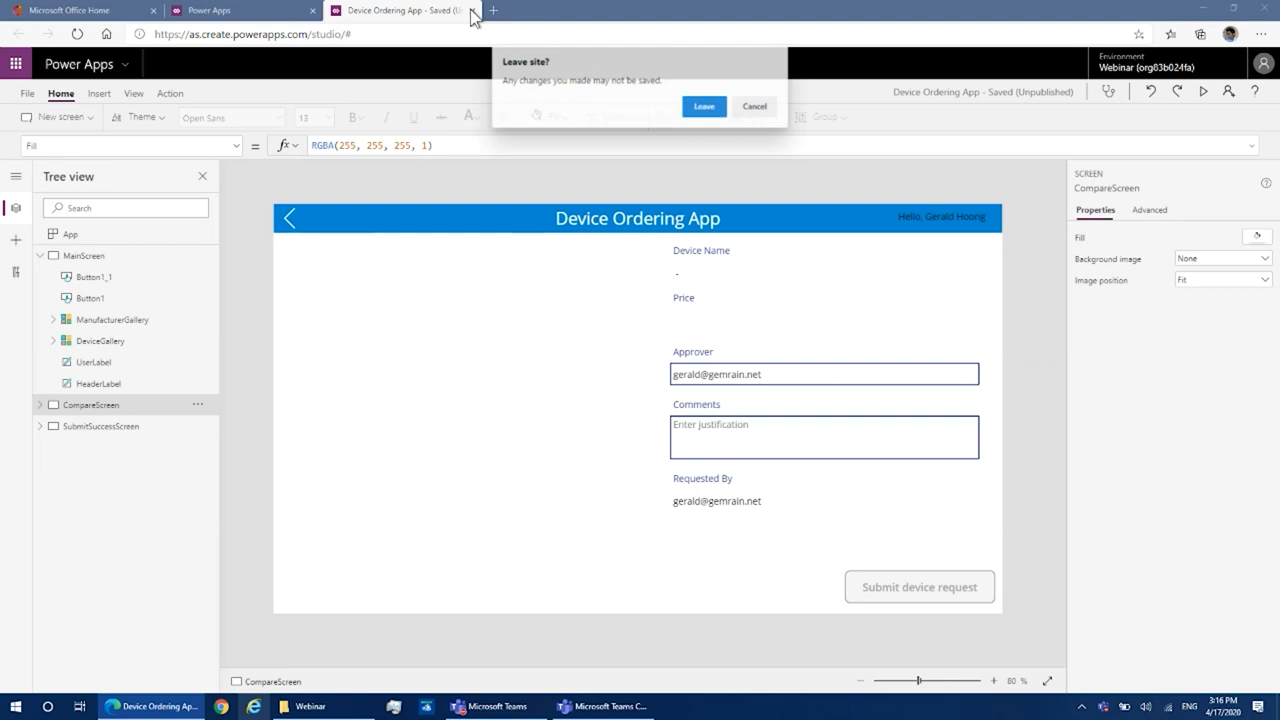 Microsoft Office Home
Power Apps
Device Ordering App - Saved (U
https://as.create.powerapps.com/studio/#
Leave site?
Any changes you made may not be saved.
Leave
Cancel
Power Apps
Environment
Webinar (org83b024fa)
File
Home
Insert
View
Action
Device Ordering App - Saved (Unpublished)
New screen
Theme
Open Sans
13
B
Group
Fill
=
fx
RGBA(255, 255, 255, 1)
Tree view
Search
App
MainScreen
Button1_1
Button1
ManufacturerGallery
DeviceGallery
UserLabel
HeaderLabel
CompareScreen
SubmitSuccessScreen
Device Ordering App
Hello, Gerald Hoong
Device Name
-
Price
Approver
gerald@gemrain.net
Comments
Enter justification
Requested By
gerald@gemrain.net
Submit device request
SCREEN
CompareScreen
Properties
Advanced
Fill
Background image
None
Image position
Fit
CompareScreen
80 %
Device Ordering Ap...
Webinar
Microsoft Teams
Microsoft Teams C...
ENG
3:16 PM
4/17/2020